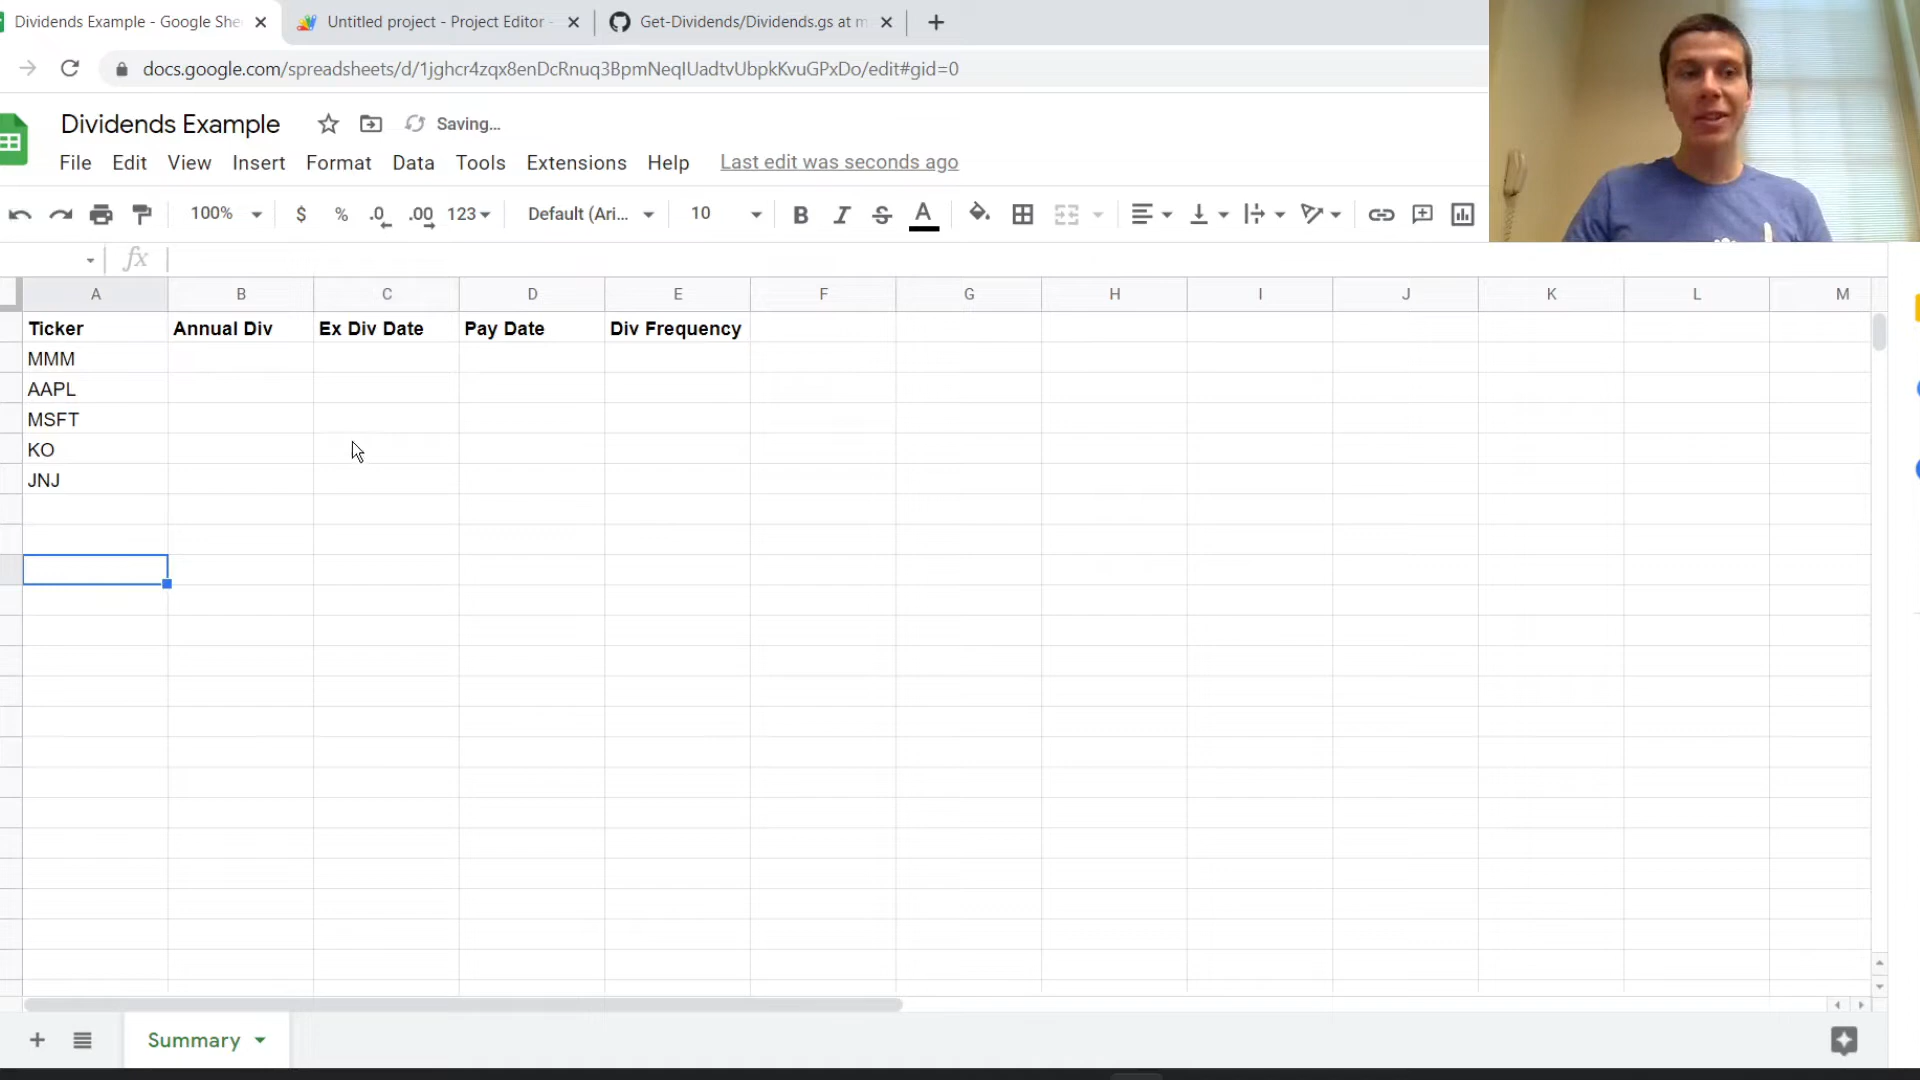 Dividends Example - Google She
Untitled project - Project Editor -
Get-Dividends/Dividends.gs at m
docs.google.com/spreadsheets/d/1jghcr4zqx8enDcRnuq3BpmNeqIUadtvUbpkKvuGPxDo/edit#gid=0
Dividends Example Saving...
File Edit View Insert Format Data Tools Extensions Help Last edit was seconds ago
100% $ % .0 .00 123 Default (Ari... 10 B I S A
fx
A B C D E F G H I J K L M
Ticker Annual Div Ex Div Date Pay Date Div Frequency
MMM
AAPL
MSFT
KO
JNJ
Summary